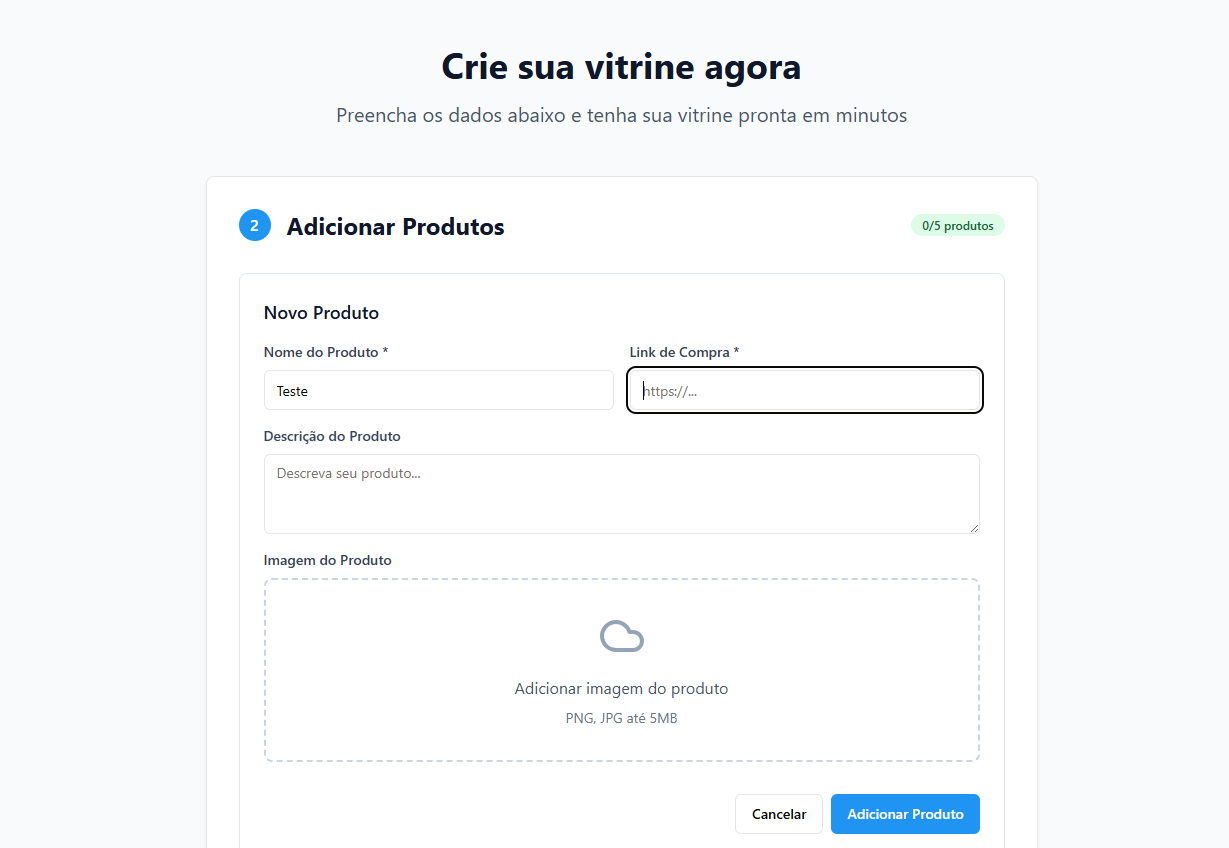 Crie sua vitrine agora
Preencha os dados abaixo e tenha sua vitrine pronta em minutos
2 Adicionar Produtos 0/5 produtos
Novo Produto
Nome do Produto * Link de Compra *
Teste https://...
Descrição do Produto
Descreva seu produto...
Imagem do Produto
Adicionar imagem do produto
PNG, JPG até 5MB
Cancelar Adicionar Produto